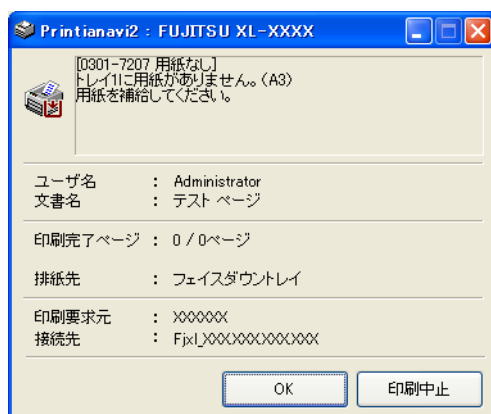 Printianavi2 : FUJITSU XL-XXXX
[0301-7207 用紙なし]
トレイ1に用紙がありません。(A3)
用紙を補給してください。
ユーザ名 : Administrator
文書名 : テスト ページ
印刷完了ページ : 0 / 0ページ
排紙先 : フェイスダウントレイ
印刷要求元 : XXXXXX
接続先 : Fjxl_XXX.XXX.XXX.XXX
OK 印刷中止